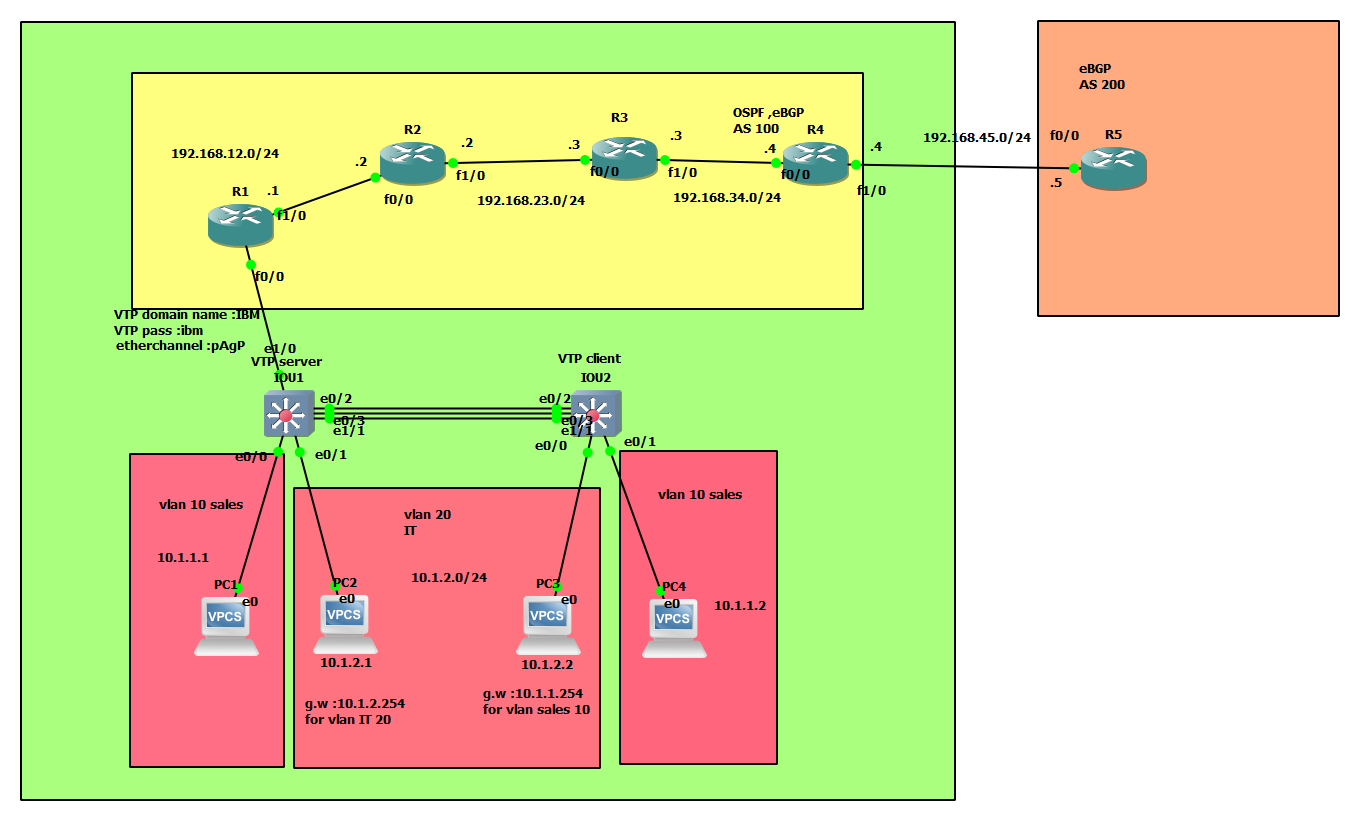 eBGP
AS 200
R5
f0/0
.5
192.168.45.0/24
OSPF ,eBGP
AS 100
R4
.4
.4
f0/0
f1/0
R3
.3
.3
f0/0
f1/0
192.168.34.0/24
R2
.2
.2
f0/0
f1/0
192.168.23.0/24
192.168.12.0/24
R1
.1
f1/0
f0/0
VTP domain name :IBM
VTP pass :ibm
etherchannel :pAgP
e1/0
VTP server
IOU1
e0/2
e0/3
e1/1
e0/0
e0/1
VTP client
IOU2
e0/2
e0/3
e1/1
e0/0
e0/1
vlan 10 sales
10.1.1.1
PC1
e0
VPCS
vlan 20
IT
10.1.2.0/24
PC2
e0
VPCS
10.1.2.1
g.w :10.1.2.254
for vlan IT 20
PC3
e0
VPCS
10.1.2.2
g.w :10.1.1.254
for vlan sales 10
vlan 10 sales
PC4
e0
VPCS
10.1.1.2